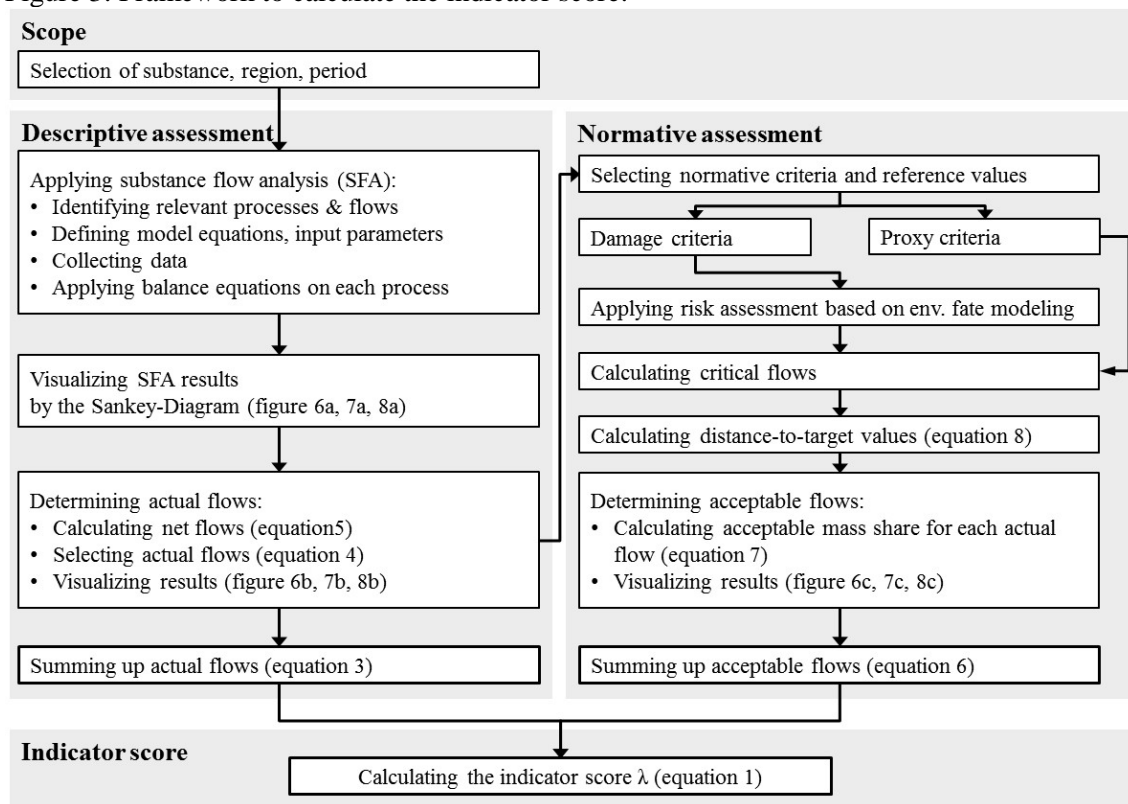 Figure 3. Framework to calculate the indicator score.
Scope
Selection of substance, region, period
Descriptive assessment
Applying substance flow analysis (SFA):
• Identifying relevant processes & flows
• Defining model equations, input parameters
• Collecting data
• Applying balance equations on each process
Visualizing SFA results
by the Sankey-Diagram (figure 6a, 7a, 8a)
Determining actual flows:
• Calculating net flows (equation5)
• Selecting actual flows (equation 4)
• Visualizing results (figure 6b, 7b, 8b)
Summing up actual flows (equation 3)
Normative assessment
Selecting normative criteria and reference values
Damage criteria
Proxy criteria
Applying risk assessment based on env. fate modeling
Calculating critical flows
Calculating distance-to-target values (equation 8)
Determining acceptable flows:
• Calculating acceptable mass share for each actual
flow (equation 7)
• Visualizing results (figure 6c, 7c, 8c)
Summing up acceptable flows (equation 6)
Indicator score
Calculating the indicator score λ (equation 1)